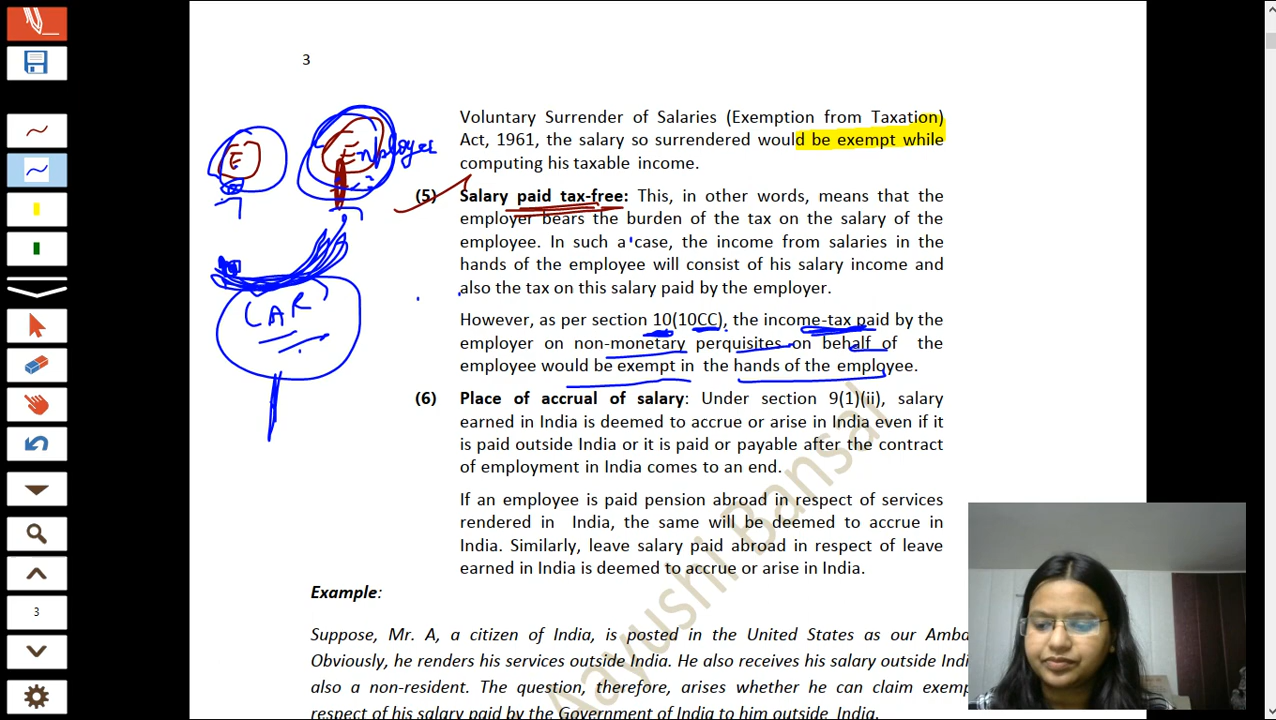 3
Voluntary Surrender of Salaries (Exemption from Taxation)
Act, 1961, the salary so surrendered would be exempt while
computing his taxable income.
E
Employer
(5) Salary paid tax-free: This, in other words, means that the
employer bears the burden of the tax on the salary of the
employee. In such a case, the income from salaries in the
hands of the employee will consist of his salary income and
also the tax on this salary paid by the employer.
CAR
However, as per section 10(10CC), the income-tax paid by the
employer on non-monetary perquisites on behalf of the
employee would be exempt in the hands of the employee.
(6) Place of accrual of salary: Under section 9(1)(ii), salary
earned in India is deemed to accrue or arise in India even if it
is paid outside India or it is paid or payable after the contract
of employment in India comes to an end.
If an employee is paid pension abroad in respect of services
rendered in India, the same will be deemed to accrue in
India. Similarly, leave salary paid abroad in respect of leave
earned in India is deemed to accrue or arise in India.
Example:
Suppose, Mr. A, a citizen of India, is posted in the United States as our Amba
Obviously, he renders his services outside India. He also receives his salary outside Indi
also a non-resident. The question, therefore, arises whether he can claim exemp
respect of his salary paid by the Government of India to him outside India.
Aayushi Bansal
3